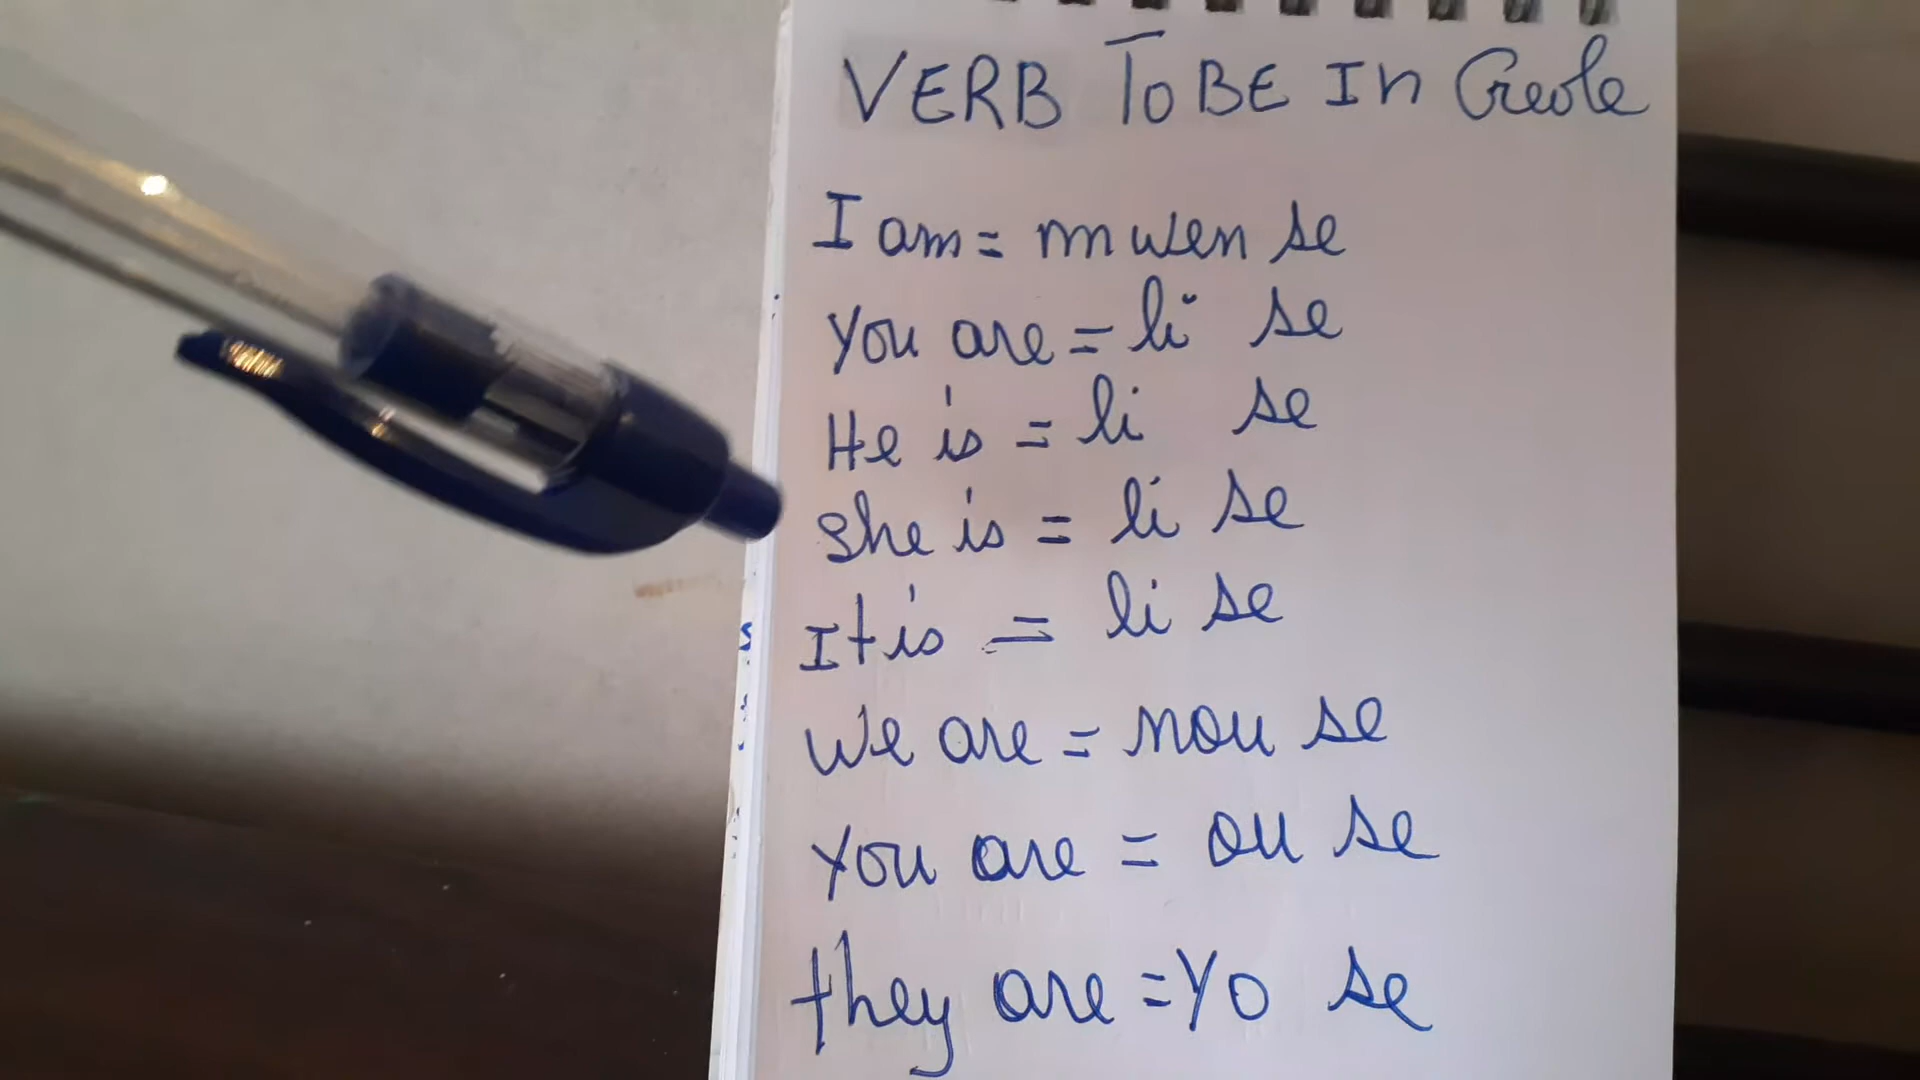 VERB TO BE In Creole
I am = mwen se
You are = li se
He is = li se
she is = li se
It is = li se
We are = nou se
You are = ou se
they are = Yo se